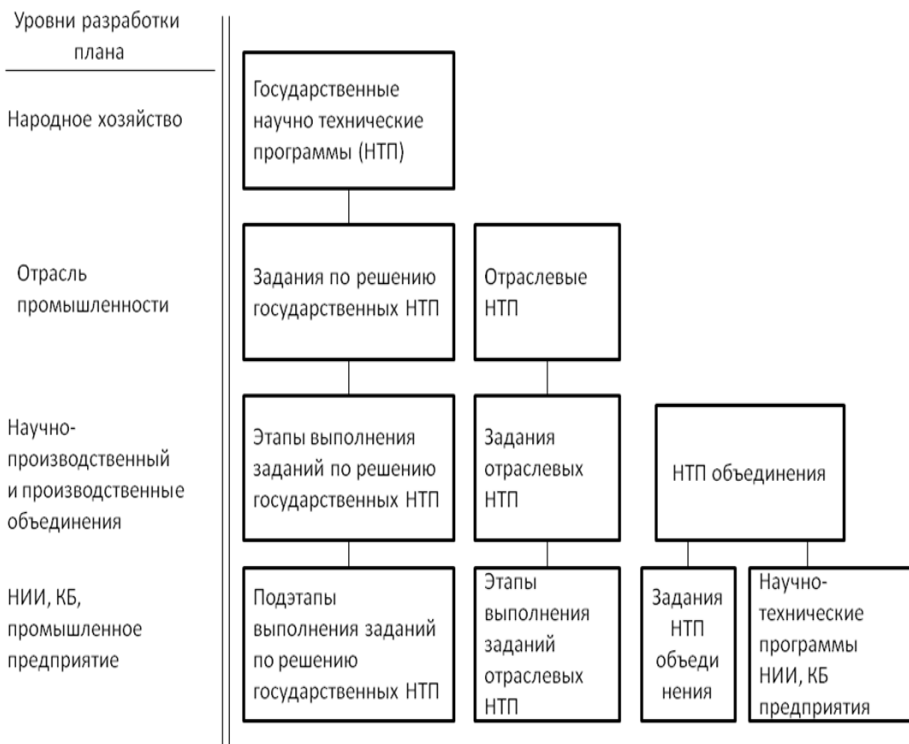 Уровни разработки
плана
Народное хозяйство
Государственные
научно технические
программы (НТП)
Отрасль
промышленности
Задания по решению
государственных НТП
Отраслевые
НТП
Научно-
производственный
и производственные
объединения
Этапы выполнения
заданий по решению
государственных НТП
Задания
отраслевых
НТП
НТП объединения
НИИ, КБ,
промышленное
предприятие
Подэтапы
выполнения заданий
по решению
государственных НТП
Этапы
выполнения
заданий
отраслевых
НТП
Задания
НТП
объеди
нения
Научно-
технические
программы
НИИ, КБ
предприятия